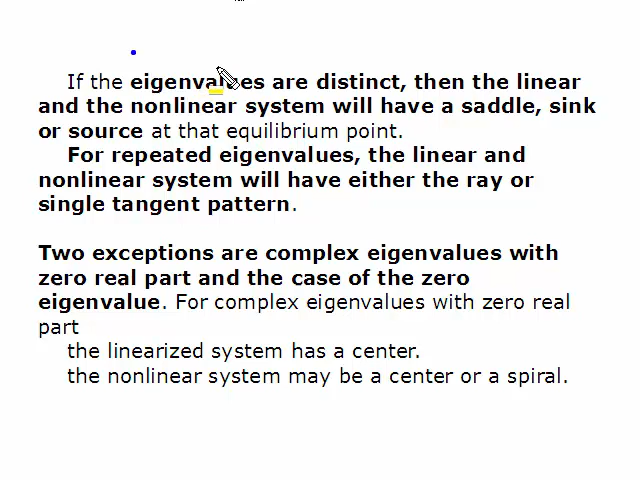 If the eigenvalues are distinct, then the linear
and the nonlinear system will have a saddle, sink
or source at that equilibrium point.
For repeated eigenvalues, the linear and
nonlinear system will have either the ray or
single tangent pattern.
Two exceptions are complex eigenvalues with
zero real part and the case of the zero
eigenvalue. For complex eigenvalues with zero real
part
the linearized system has a center.
the nonlinear system may be a center or a spiral.